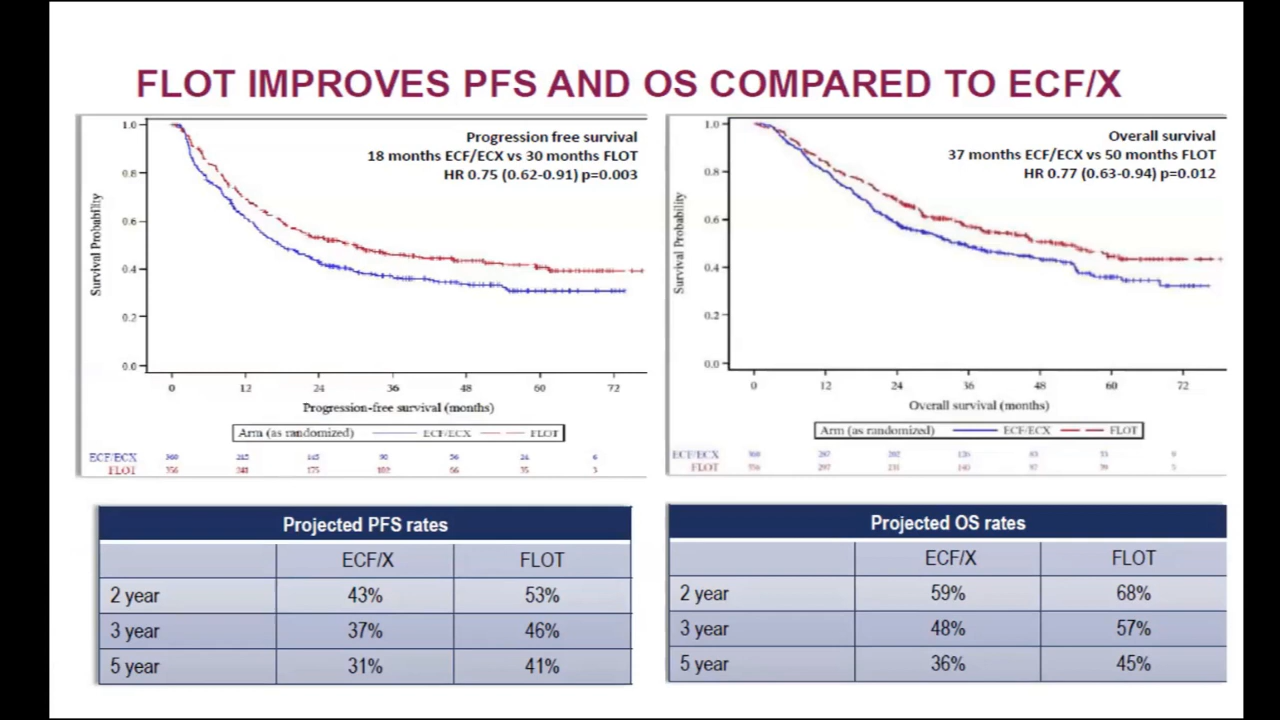 FLOT IMPROVES PFS AND OS COMPARED TO ECF/X
Progression free survival
18 months ECF/ECX vs 30 months FLOT
HR 0.75 (0.62-0.91) p=0.003
Survival Probability
1.0
0.8
0.6
0.4
0.2
0.0
0 12 24 36 48 60 72
Progression-free survival (months)
Arm (as randomized) ECF/ECX FLOT
ECF/ECX
FLOT
Overall survival
37 months ECF/ECX vs 50 months FLOT
HR 0.77 (0.63-0.94) p=0.012
Survival Probability
1.0
0.8
0.6
0.4
0.2
0.0
0 12 24 36 48 60 72
Overall survival (months)
Arm (as randomized) ECF/ECX FLOT
ECF/ECX
FLOT
Projected PFS rates
ECF/X FLOT
2 year 43% 53%
3 year 37% 46%
5 year 31% 41%
Projected OS rates
ECF/X FLOT
2 year 59% 68%
3 year 48% 57%
5 year 36% 45%